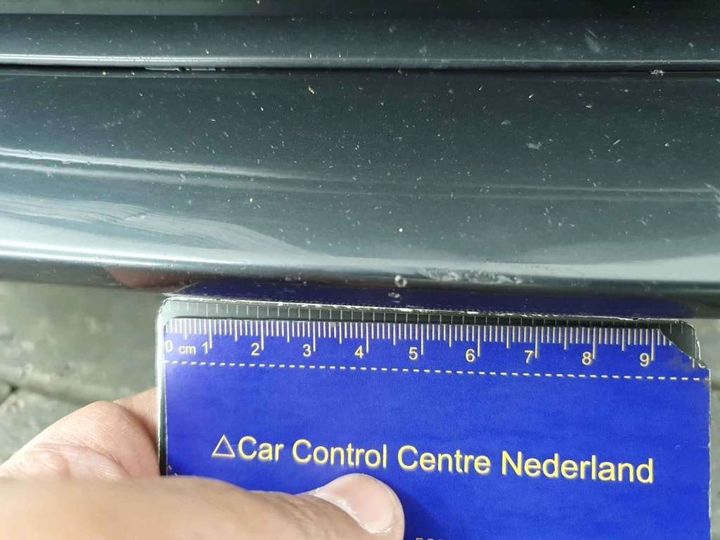 0 cm 1 2 3 4 5 6 7 8 9
△Car Control Centre Nederland